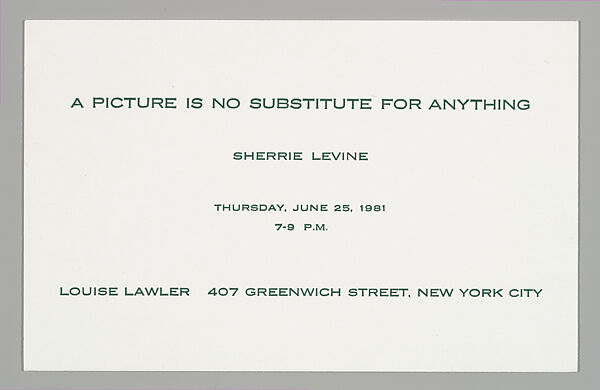 A PICTURE IS NO SUBSTITUTE FOR ANYTHING
SHERRIE LEVINE
THURSDAY, JUNE 25, 1981
7-9 P.M.
LOUISE LAWLER 407 GREENWICH STREET, NEW YORK CITY